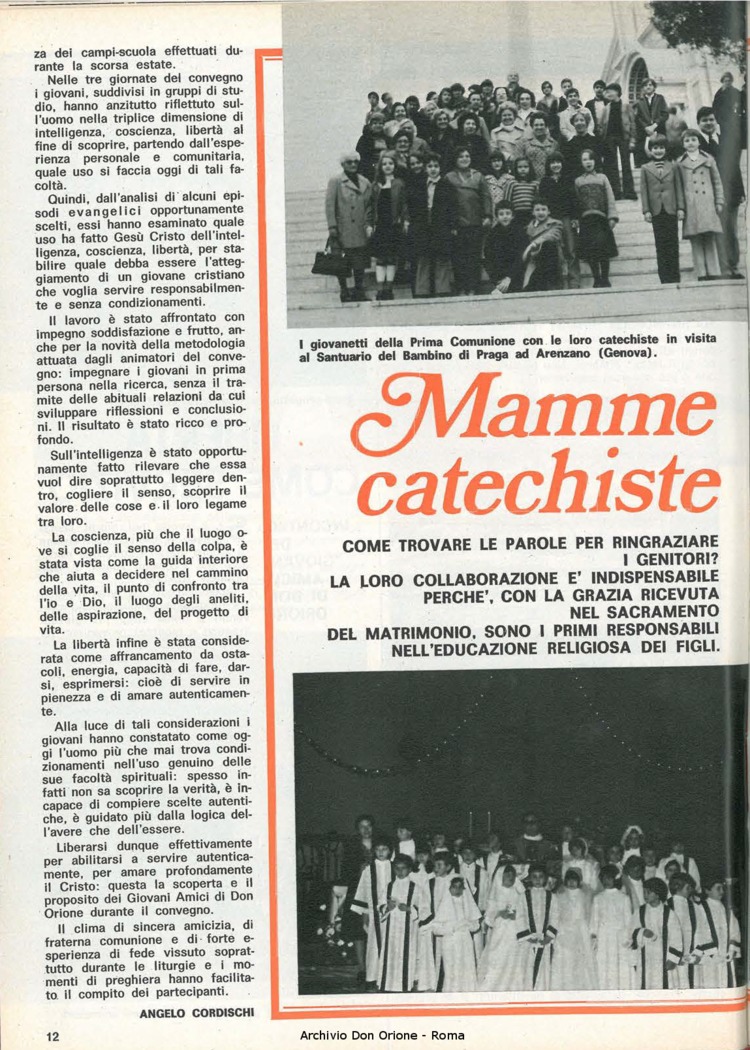 za dei campi-scuola effettuati du-
rante la scorsa estate.
Nelle tre giornate del convegno
i giovani, suddivisi in gruppi di stu-
dio, hanno anzitutto riflettuto sul-
l'uomo nella triplice dimensione di
intelligenza, coscienza, libertà al
fine di scoprire, partendo dall'espe-
rienza personale e comunitaria,
quale uso si faccia oggi di tali fa-
coltà.
Quindi, dall'analisi di alcuni epi-
sodi evangelici opportunamente
scelti, essi hanno esaminato quale
uso ha fatto Gesù Cristo dell'intel-
ligenza, coscienza, libertà, per sta-
bilire quale debba essere l'atteg-
giamento di un giovane cristiano
che voglia servire responsabilmen-
te e senza condizionamenti.
Il lavoro è stato affrontato con
impegno soddisfazione e frutto, an-
che per la novità della metodologia
attuata dagli animatori del conve-
gno: impegnare i giovani in prima
persona nella ricerca, senza il tra-
mite delle abituali relazioni da cui
sviluppare riflessioni e conclusio-
ni. Il risultato è stato ricco e pro-
fondo.
Sull'intelligenza è stato opportu-
namente fatto rilevare che essa
vuol dire soprattutto leggere den-
tro, cogliere il senso, scoprire il
valore delle cose e il loro legame
tra loro.
La coscienza, più che il luogo o-
ve si coglie il senso della colpa, è
stata vista come la guida interiore
che aiuta a decidere nel cammino
della vita, il punto di confronto tra
l'io e Dio, il luogo degli aneliti,
delle aspirazione, del progetto di
vita.
La libertà infine è stata conside-
rata come affrancamento da osta-
coli, energia, capacità di fare, dar-
si, esprimersi: cioè di servire in
pienezza e di amare autenticamen-
te.
Alla luce di tali considerazioni i
giovani hanno constatato come og-
gi l'uomo più che mai trova condi-
zionamenti nell'uso genuino delle
sue facoltà spirituali: spesso in-
fatti non sa scoprire la verità, è in-
capace di compiere scelte autenti-
che, è guidato più dalla logica del-
l'avere che dell'essere.
Liberarsi dunque effettivamente
per abilitarsi a servire autentica-
mente, per amare profondamente
il Cristo: questa la scoperta e il
proposito dei Giovani Amici di Don
Orione durante il convegno.
Il clima di sincera amicizia, di
fraterna comunione e di forte e-
sperienza di fede vissuto soprat-
tutto durante le liturgie e i mo-
menti di preghiera hanno facilita-
to il compito dei partecipanti.
ANGELO CORDISCHI
I giovanetti della Prima Comunione con le loro catechiste in visita
al Santuario del Bambino di Praga ad Arenzano (Genova).
Mamme
catechiste
COME TROVARE LE PAROLE PER RINGRAZIARE
I GENITORI?
LA LORO COLLABORAZIONE E' INDISPENSABILE
PERCHE', CON LA GRAZIA RICEVUTA
NEL SACRAMENTO
DEL MATRIMONIO, SONO I PRIMI RESPONSABILI
NELL'EDUCAZIONE RELIGIOSA DEI FIGLI.
12
Archivio Don Orione - Roma